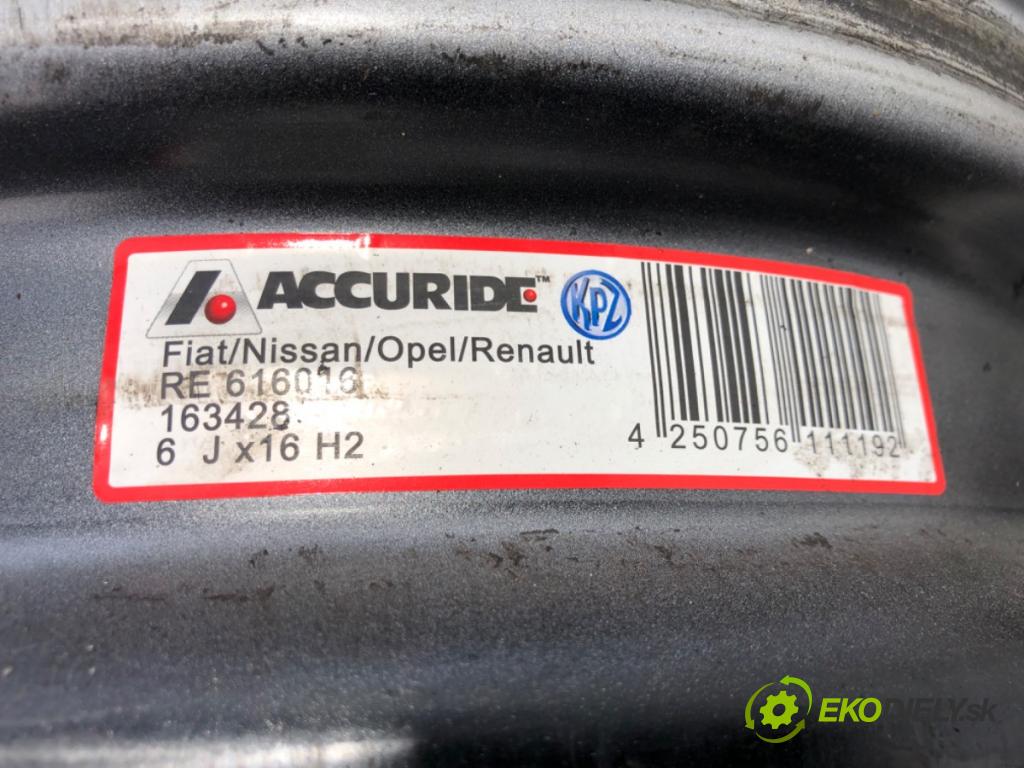 ACCURIDE™ KPZ
Fiat/Nissan/Opel/Renault
RE 616016
163428
6 J x16 H2
4 250756 111192
EKODIELY.sk